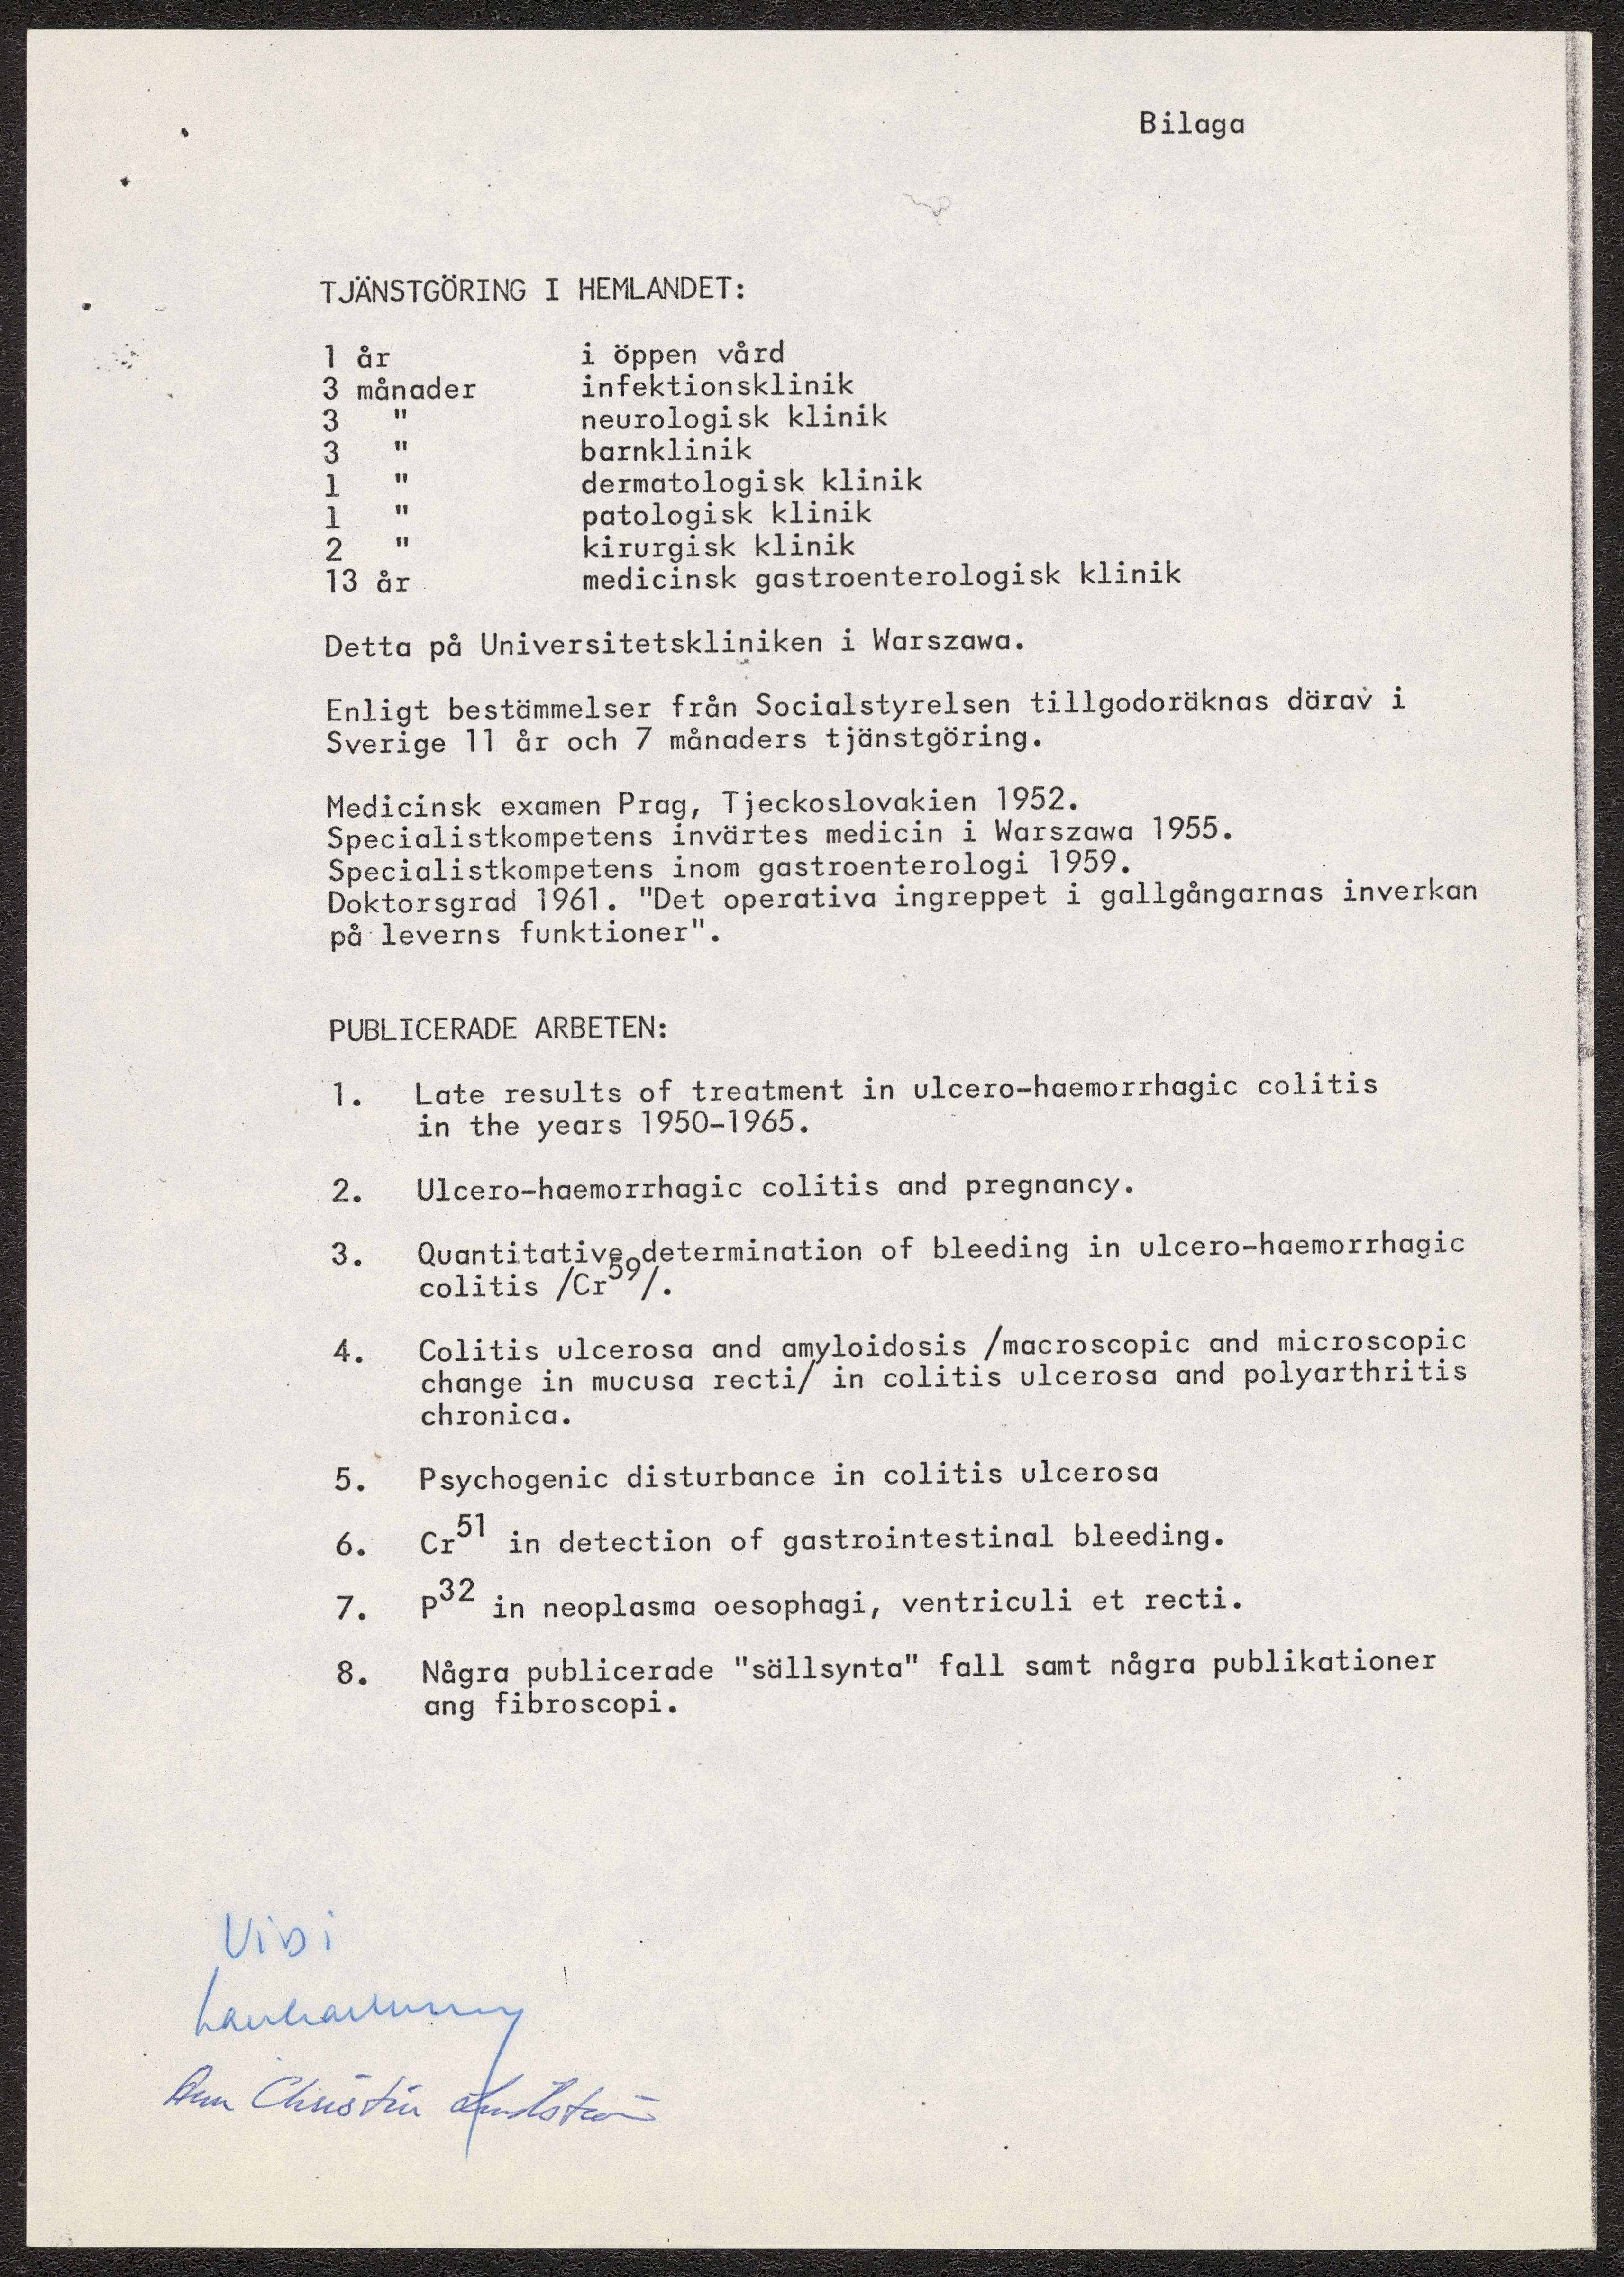 Bilaga
TJÄNSTGÖRING I HEMLANDET:
1 år i öppen vård
3 månader infektionsklinik
3 " neurologisk klinik
3 " barnklinik
1 " dermatologisk klinik
1 " patologisk klinik
2 " kirurgisk klinik
13 år medicinsk gastroenterologisk klinik
Detta på Universitetskliniken i Warszawa.
Enligt bestämmelser från Socialstyrelsen tillgodoräknas därav i
Sverige 11 år och 7 månaders tjänstgöring.
Medicinsk examen Prag, Tjeckoslovakien 1952.
Specialistkompetens invärtes medicin i Warszawa 1955.
Specialistkompetens inom gastroenterologi 1959.
Doktorsgrad 1961. "Det operativa ingreppet i gallgångarnas inverkan
på leverns funktioner".
PUBLICERADE ARBETEN:
1. Late results of treatment in ulcero-haemorrhagic colitis
in the years 1950-1965.
2. Ulcero-haemorrhagic colitis and pregnancy.
3. Quantitative determination of bleeding in ulcero-haemorrhagic
colitis /Cr⁵⁹/.
4. Colitis ulcerosa and amyloidosis /macroscopic and microscopic
change in mucusa recti/ in colitis ulcerosa and polyarthritis
chronica.
5. Psychogenic disturbance in colitis ulcerosa
6. Cr⁵¹ in detection of gastrointestinal bleeding.
7. P³² in neoplasma oesophagi, ventriculi et recti.
8. Några publicerade "sällsynta" fall samt några publikationer
ang fibroscopi.
Vidi
Ann Christin